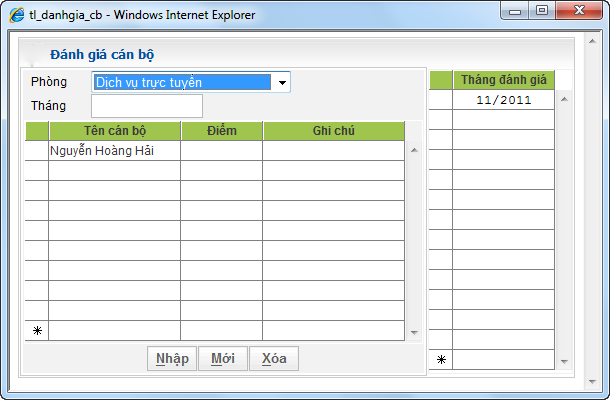 tl_danhgia_cb - Windows Internet Explorer
Đánh giá cán bộ
Phòng Dịch vụ trực tuyến
Tháng
Tên cán bộ Điểm Ghi chú
Nguyễn Hoàng Hải
*
Nhập Mới Xóa
Tháng đánh giá
11/2011
*